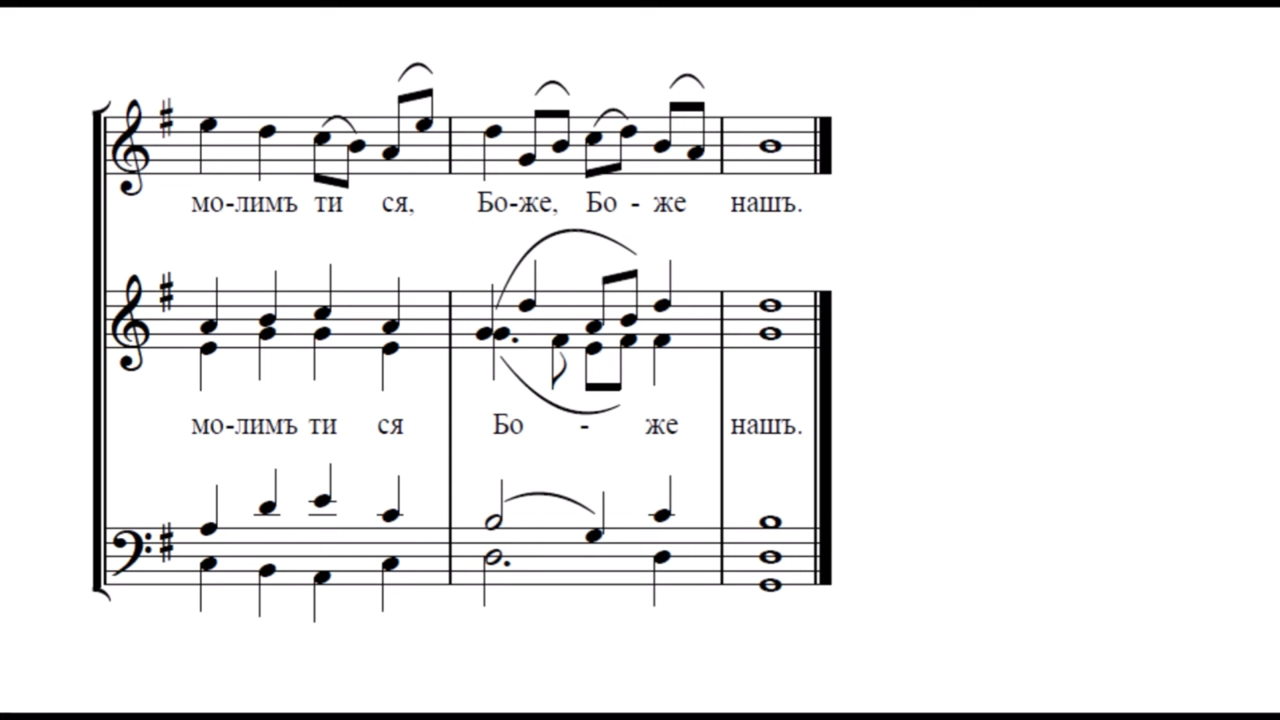 мо-лимъ ти ся, Бо-же, Бо - же нашъ.
мо-лимъ ти ся Бо - же нашъ.